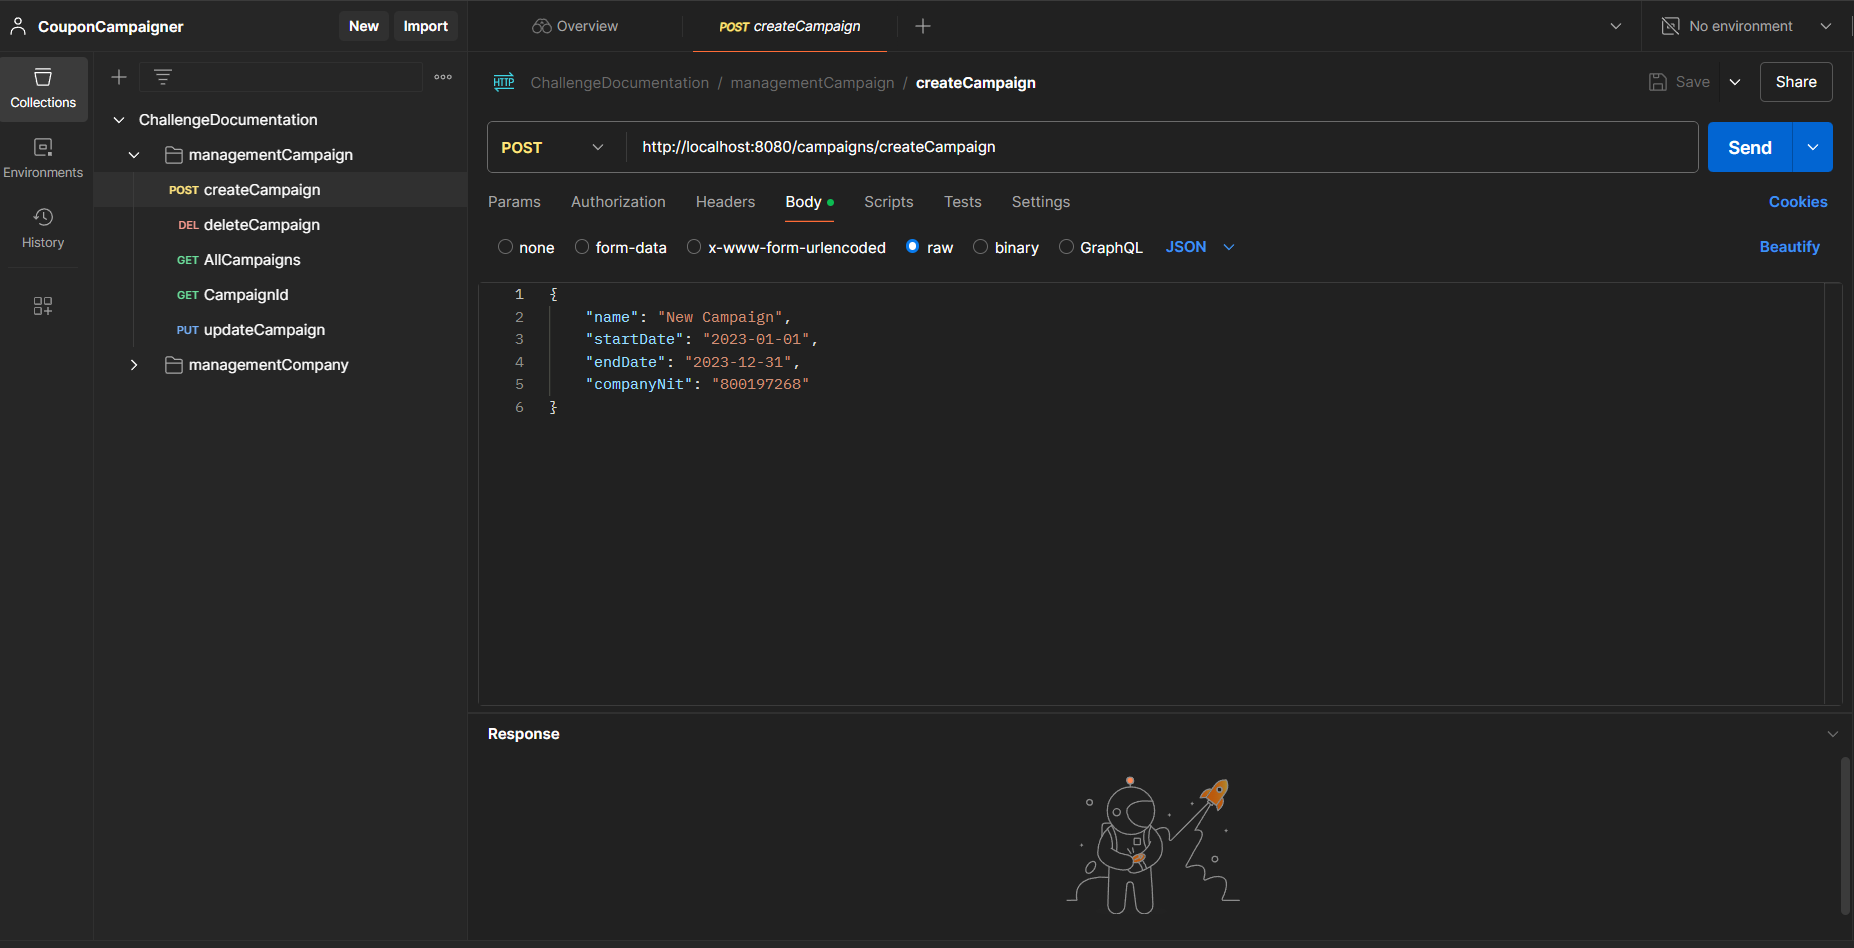 CouponCampaigner
New
Import
Overview
POST createCampaign
No environment
Collections
Environments
History
ChallengeDocumentation
managementCampaign
POST createCampaign
DEL deleteCampaign
GET AllCampaigns
GET CampaignId
PUT updateCampaign
managementCompany
HTTP
ChallengeDocumentation / managementCampaign / createCampaign
Save
Share
POST
http://localhost:8080/campaigns/createCampaign
Send
Params
Authorization
Headers
Body
Scripts
Tests
Settings
Cookies
none
form-data
x-www-form-urlencoded
raw
binary
GraphQL
JSON
Beautify
1 {
2 "name": "New Campaign",
3 "startDate": "2023-01-01",
4 "endDate": "2023-12-31",
5 "companyNit": "800197268"
6 }
Response